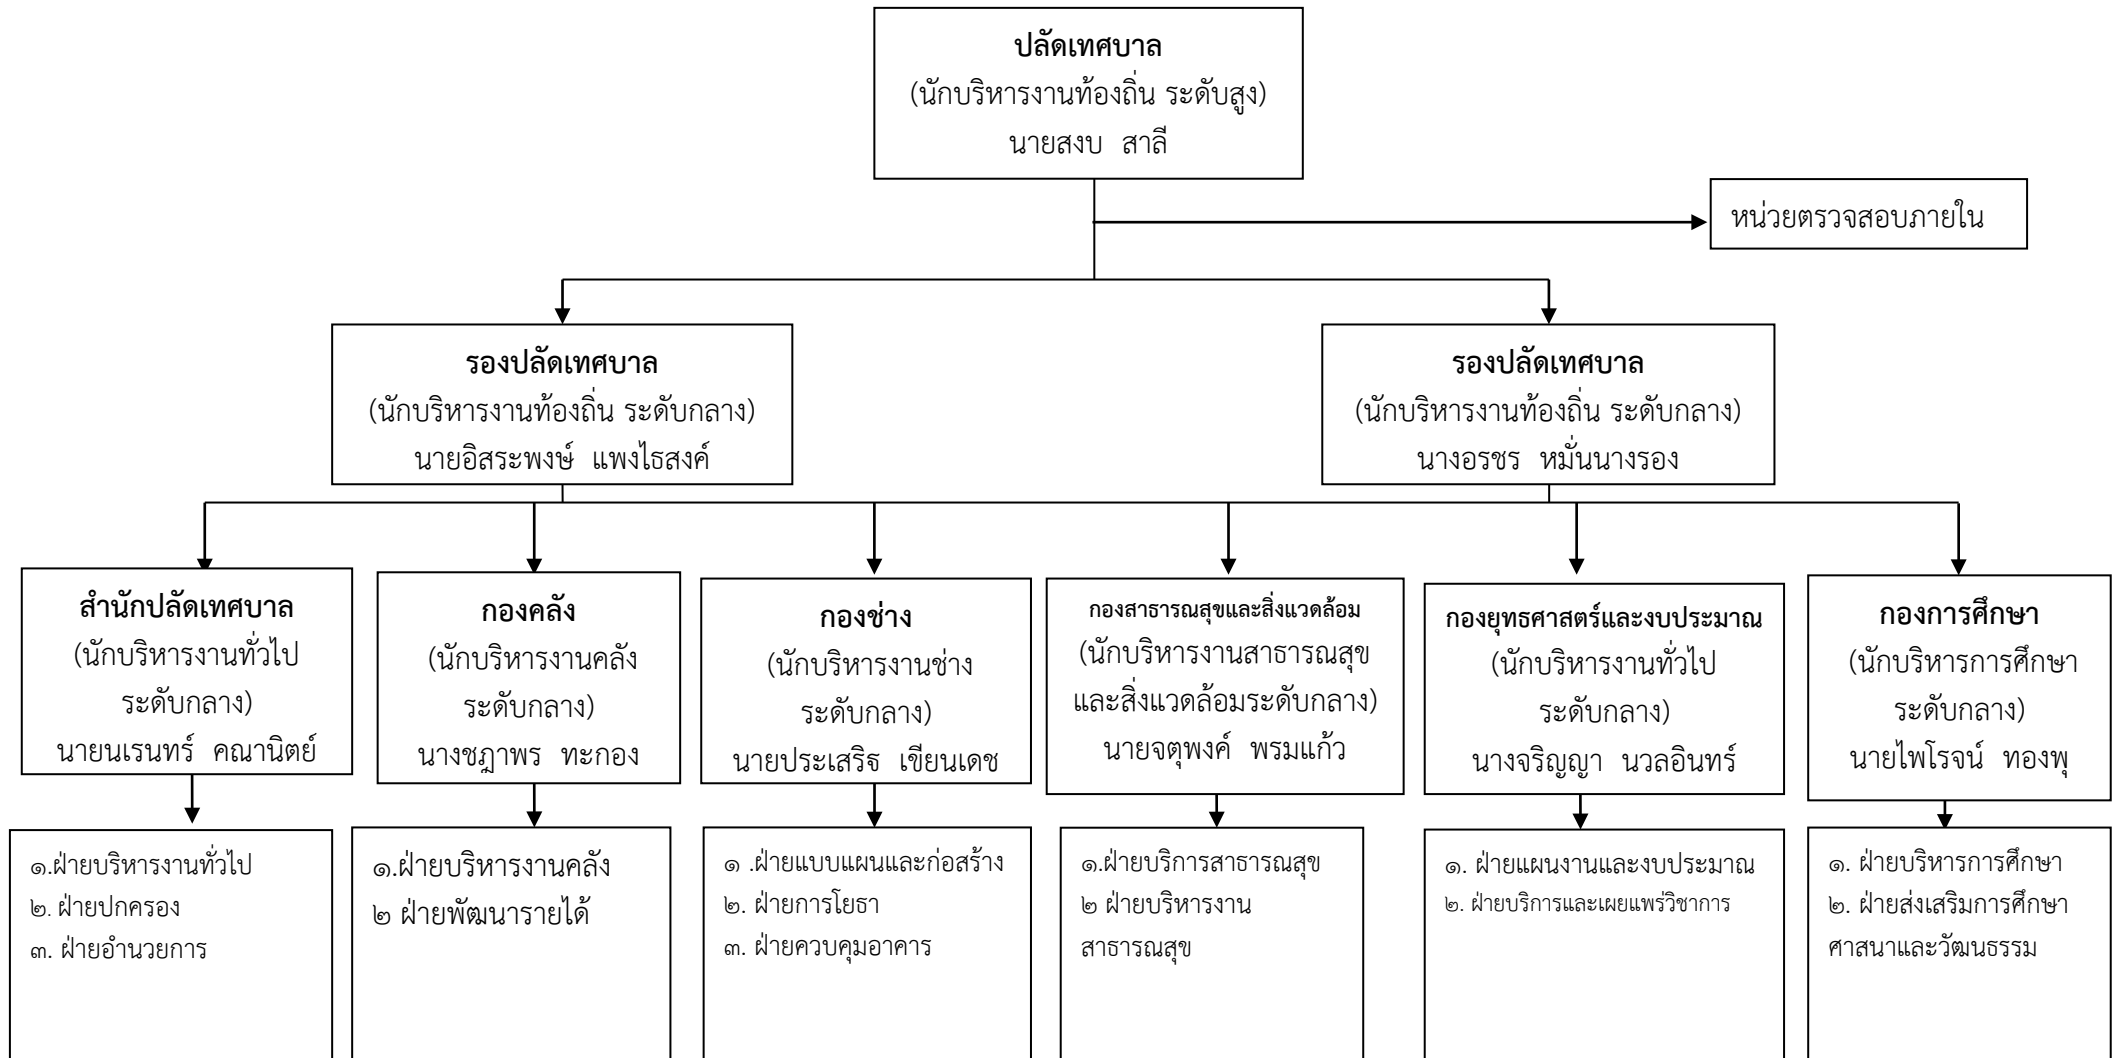 ปลัดเทศบาล
(นักบริหารงานท้องถิ่น ระดับสูง)
นายสงบ สาลี
หน่วยตรวจสอบภายใน
รองปลัดเทศบาล
(นักบริหารงานท้องถิ่น ระดับกลาง)
นายอิสระพงษ์ แพงไธสงค์
รองปลัดเทศบาล
(นักบริหารงานท้องถิ่น ระดับกลาง)
นางอรชร หมั่นนางรอง
สำนักปลัดเทศบาล
(นักบริหารงานทั่วไป
ระดับกลาง)
นายนเรนทร์ คณานิตย์
กองคลัง
(นักบริหารงานคลัง
ระดับกลาง)
นางชฎาพร ทะกอง
กองช่าง
(นักบริหารงานช่าง
ระดับกลาง)
นายประเสริฐ เขียนเดช
กองสาธารณสุขและสิ่งแวดล้อม
(นักบริหารงานสาธารณสุข
และสิ่งแวดล้อมระดับกลาง)
นายจตุพงค์ พรมแก้ว
กองยุทธศาสตร์และงบประมาณ
(นักบริหารงานทั่วไป
ระดับกลาง)
นางจริญญา นวลอินทร์
กองการศึกษา
(นักบริหารการศึกษา
ระดับกลาง)
นายไพโรจน์ ทองพุ
๑.ฝ่ายบริหารงานทั่วไป
๒. ฝ่ายปกครอง
๓. ฝ่ายอำนวยการ
๑.ฝ่ายบริหารงานคลัง
๒ ฝ่ายพัฒนารายได้
๑ .ฝ่ายแบบแผนและก่อสร้าง
๒. ฝ่ายการโยธา
๓. ฝ่ายควบคุมอาคาร
๑.ฝ่ายบริการสาธารณสุข
๒ ฝ่ายบริหารงาน
สาธารณสุข
๑. ฝ่ายแผนงานและงบประมาณ
๒. ฝ่ายบริการและเผยแพร่วิชาการ
๑. ฝ่ายบริหารการศึกษา
๒. ฝ่ายส่งเสริมการศึกษา
ศาสนาและวัฒนธรรม